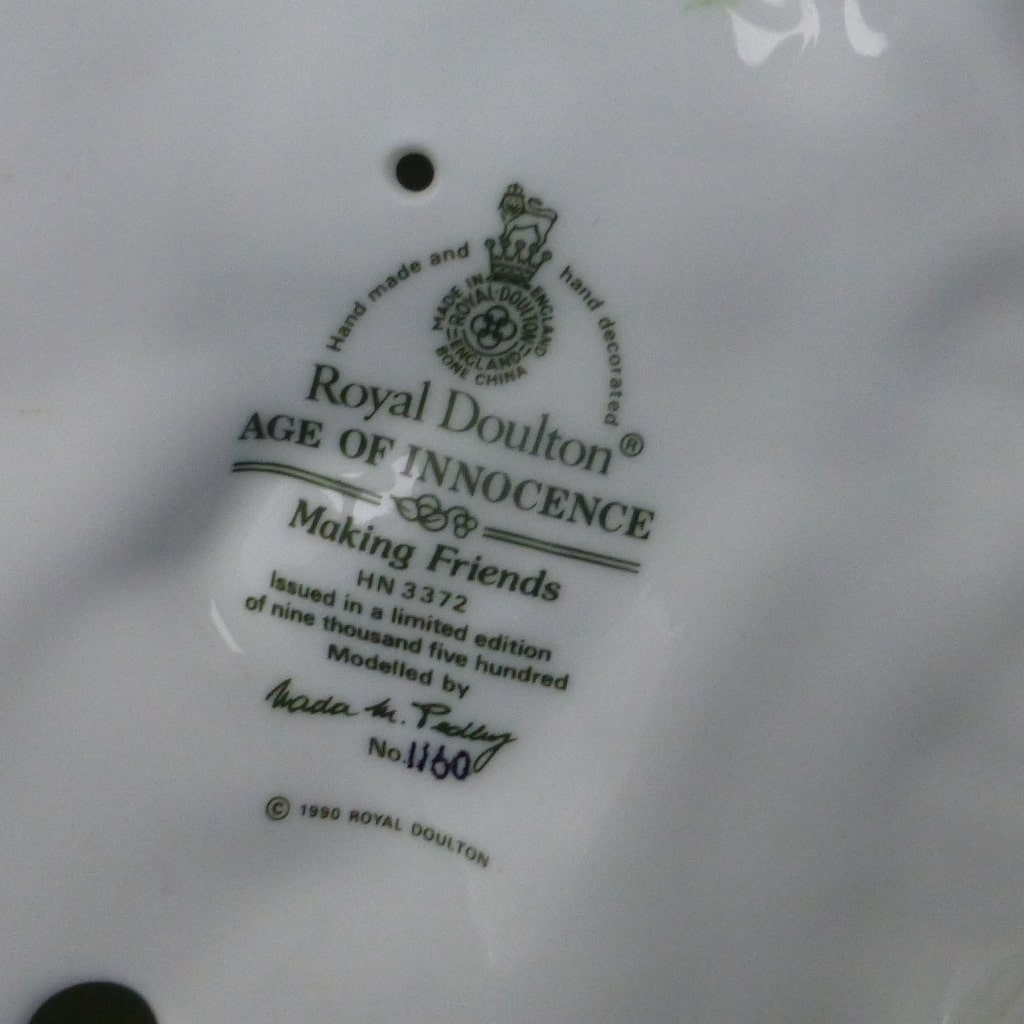 Hand made and hand decorated
MADE IN ENGLAND
ROYAL·DOULTON
ENGLAND
BONE CHINA
Royal Doulton®
AGE OF INNOCENCE
Making Friends
HN 3372
Issued in a limited edition
of nine thousand five hundred
Modelled by
Nada M. Pedley
No. 1160
© 1990 ROYAL DOULTON